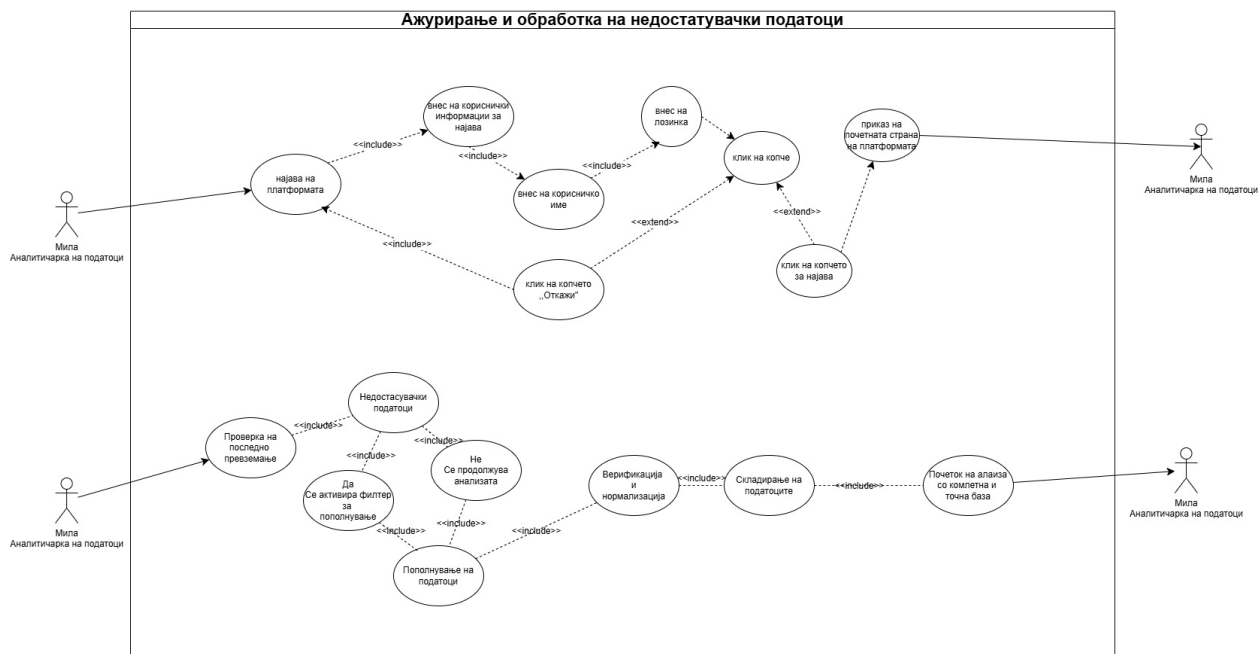 Ажурирање и обработка на недостатувачки податоци
внес на кориснички
информации за
најава
внес на
лозинка
приказ на
почетната страна
на платформата
<<include>>
<<include>>
<<include>>
клик на копче
најава на
платформата
внес на корисничко
име
Мила
Аналитичарка на податоци
Мила
Аналитичарка на податоци
<<include>>
<<extend>>
<<extend>>
клик на копчето
за најава
клик на копчето
,,Откажи"
Недостасувачки
податоци
<<include>>
Проверка на
последно
превземање
<<include>>
<<include>>
Не
Се продолжува
анализата
Да
Се активира филтер
за
пополнување
Верификација
и
нормализација
<<include>>
Складирање на
податоците
<<include>>
Почеток на алаиза
со комлетна и
точна база
Мила
Аналитичарка на податоци
Мила
Аналитичарка на податоци
<<include>>
<<include>>
<<include>>
Пополнување на
податоци